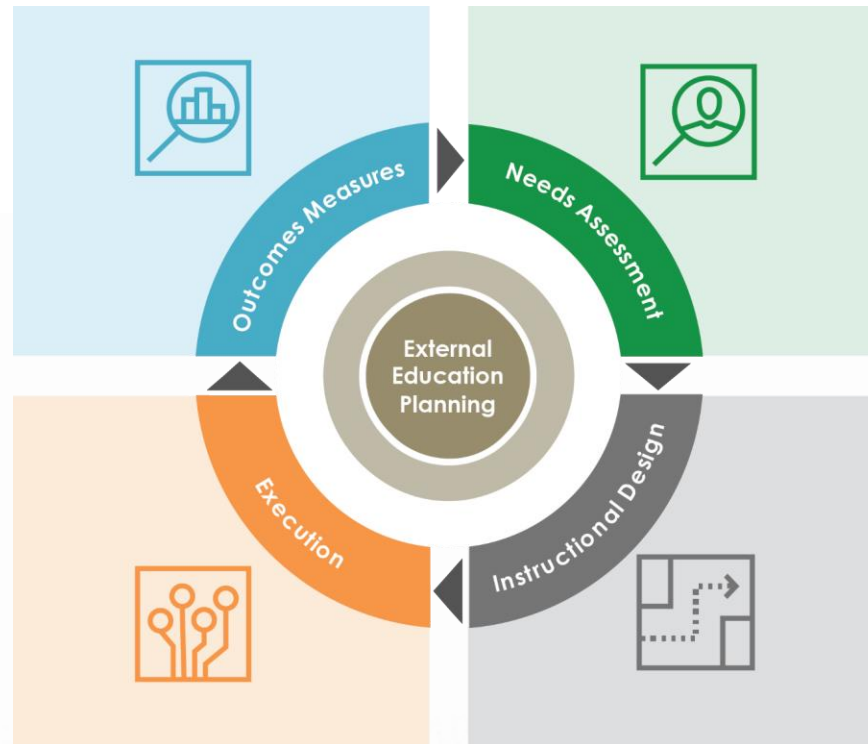 Outcomes Measures
Needs Assessment
External
Education
Planning
Execution
Instructional Design